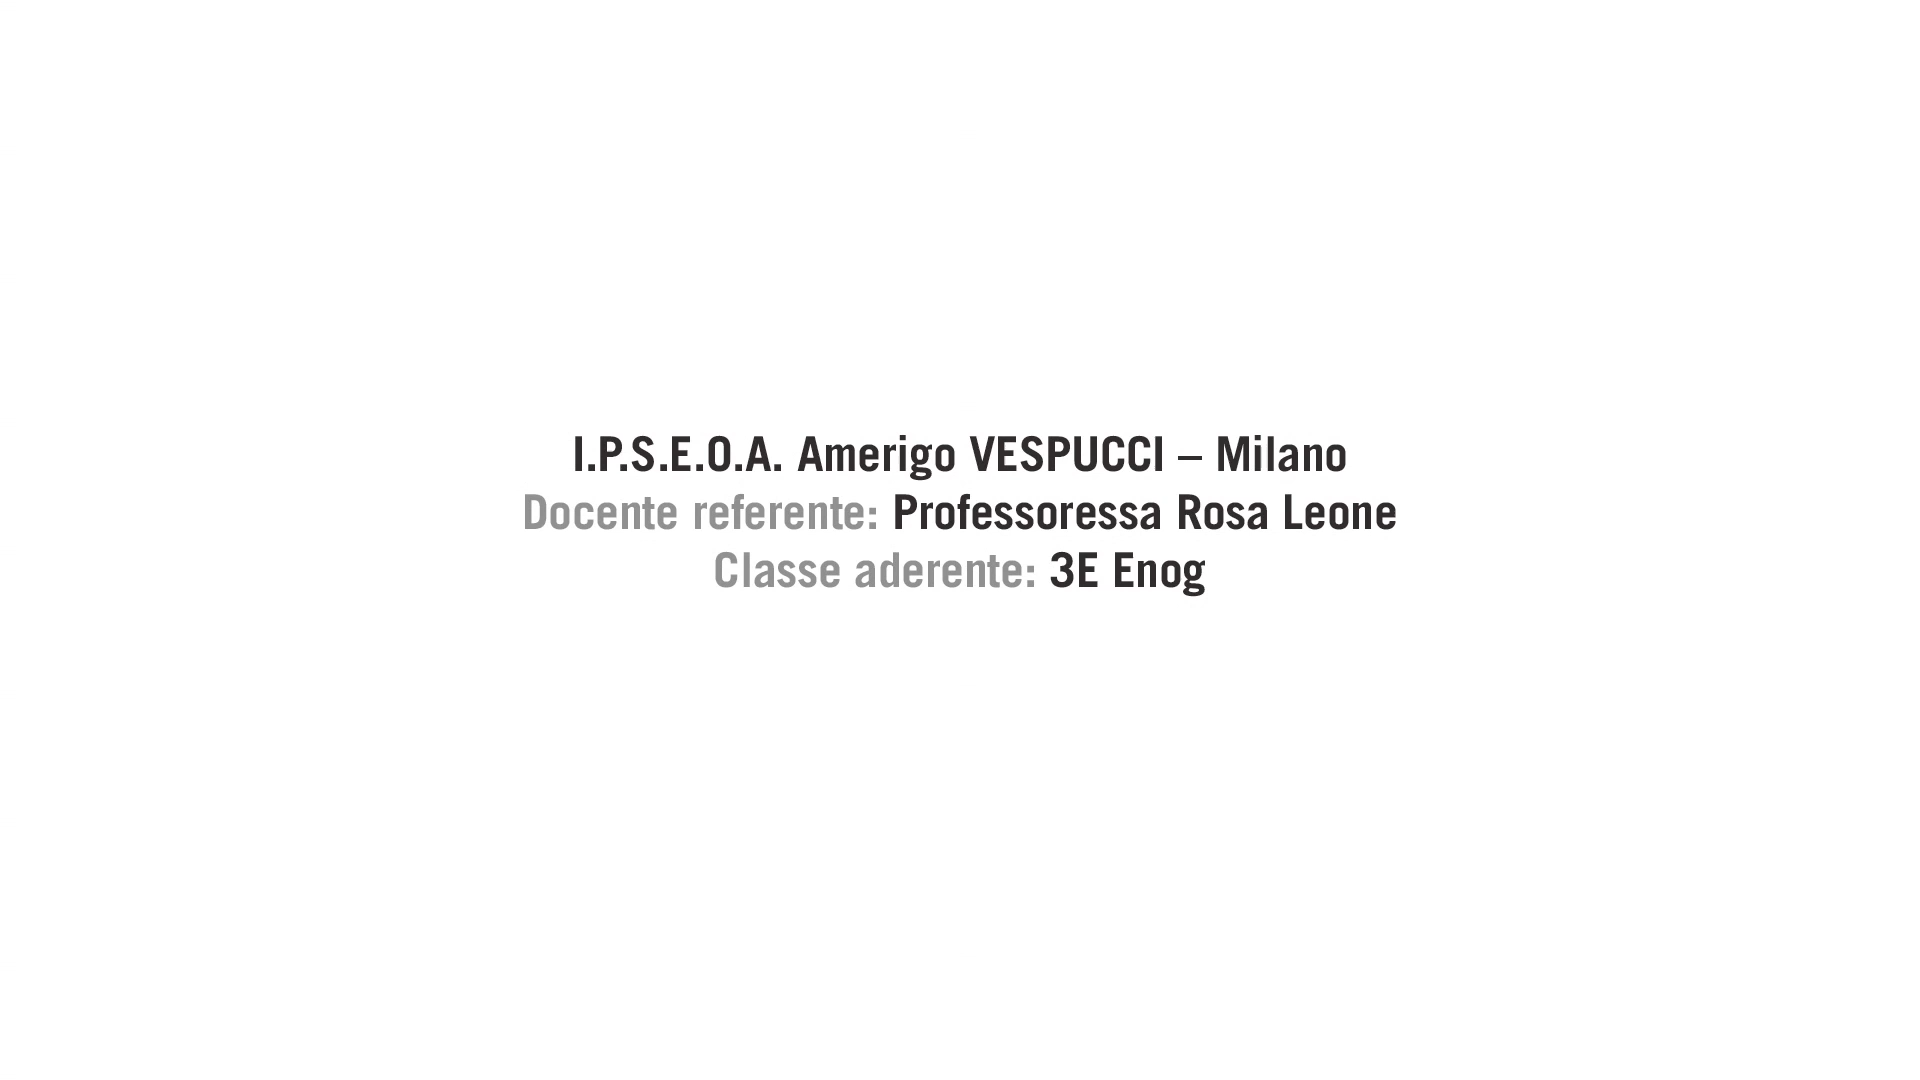 I.P.S.E.O.A. Amerigo VESPUCCI – Milano
Docente referente: Professoressa Rosa Leone
Classe aderente: 3E Enog